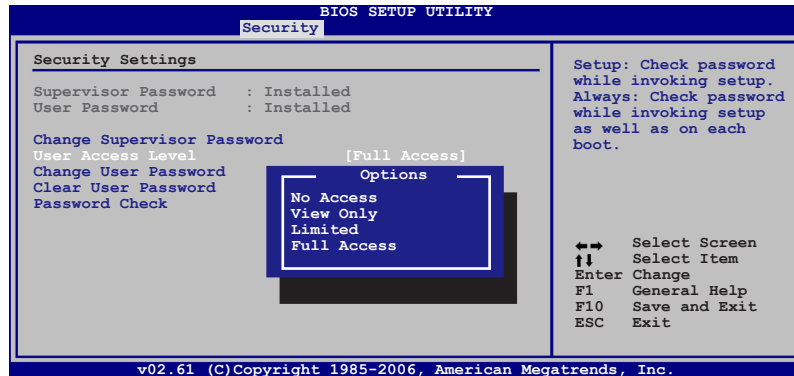 BIOS SETUP UTILITY
Security
Security Settings
Supervisor Password : Installed
User Password : Installed
Change Supervisor Password
User Access Level [Full Access]
Change User Password
Clear User Password
Password Check
Options
No Access
View Only
Limited
Full Access
Setup: Check password
while invoking setup.
Always: Check password
while invoking setup
as well as on each
boot.
←→ Select Screen
↑↓ Select Item
Enter Change
F1 General Help
F10 Save and Exit
ESC Exit
v02.61 (C)Copyright 1985-2006, American Megatrends, Inc.